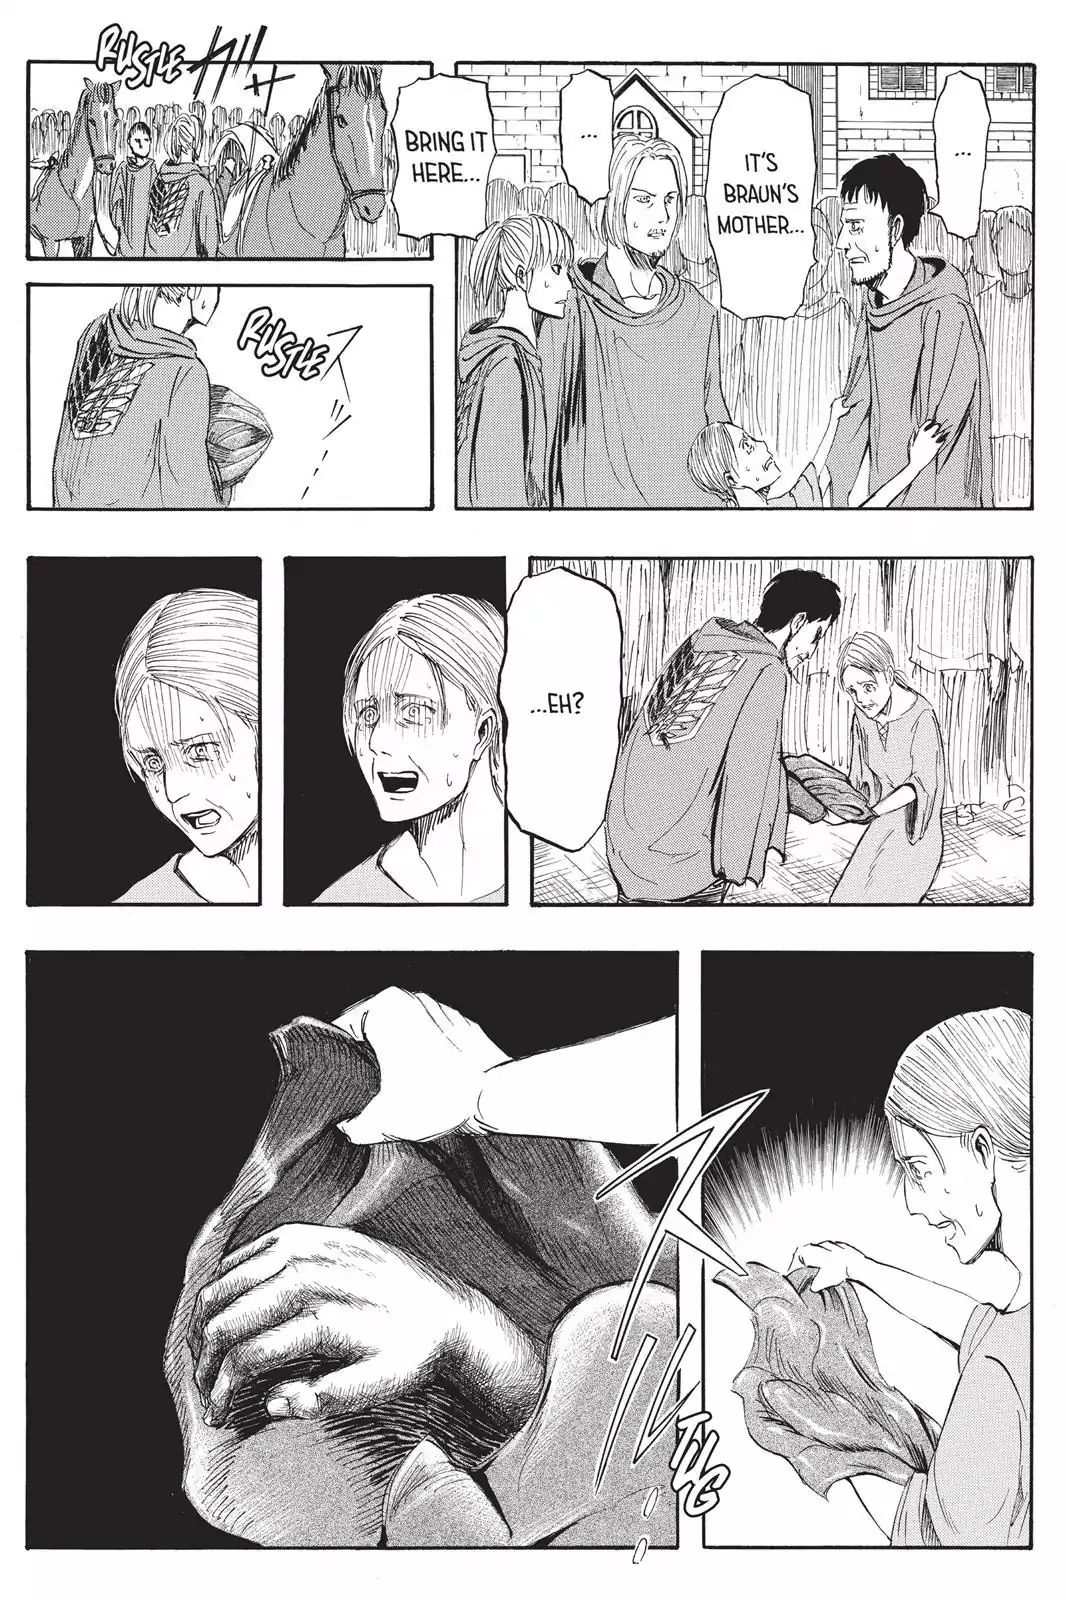 ...
...
IT'S
BRAUN'S
MOTHER...
...
BRING IT
HERE...
RUSTLE
RUSTLE
...EH?
TUG